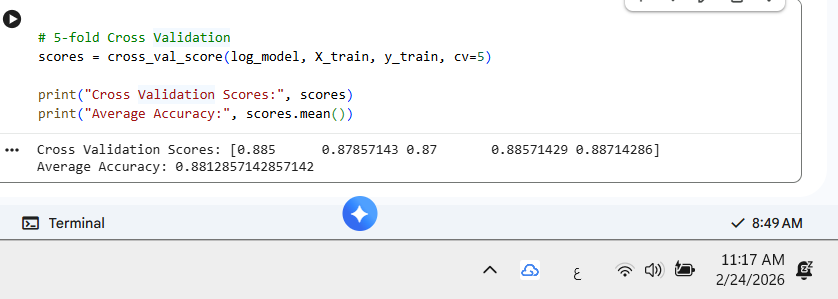 # 5-fold Cross Validation
scores = cross_val_score(log_model, X_train, y_train, cv=5)
print("Cross Validation Scores:", scores)
print("Average Accuracy:", scores.mean())
Cross Validation Scores: [0.885      0.87857143 0.87       0.88571429 0.88714286]
Average Accuracy: 0.8812857142857142
Terminal
8:49 AM
ع
11:17 AM
2/24/2026